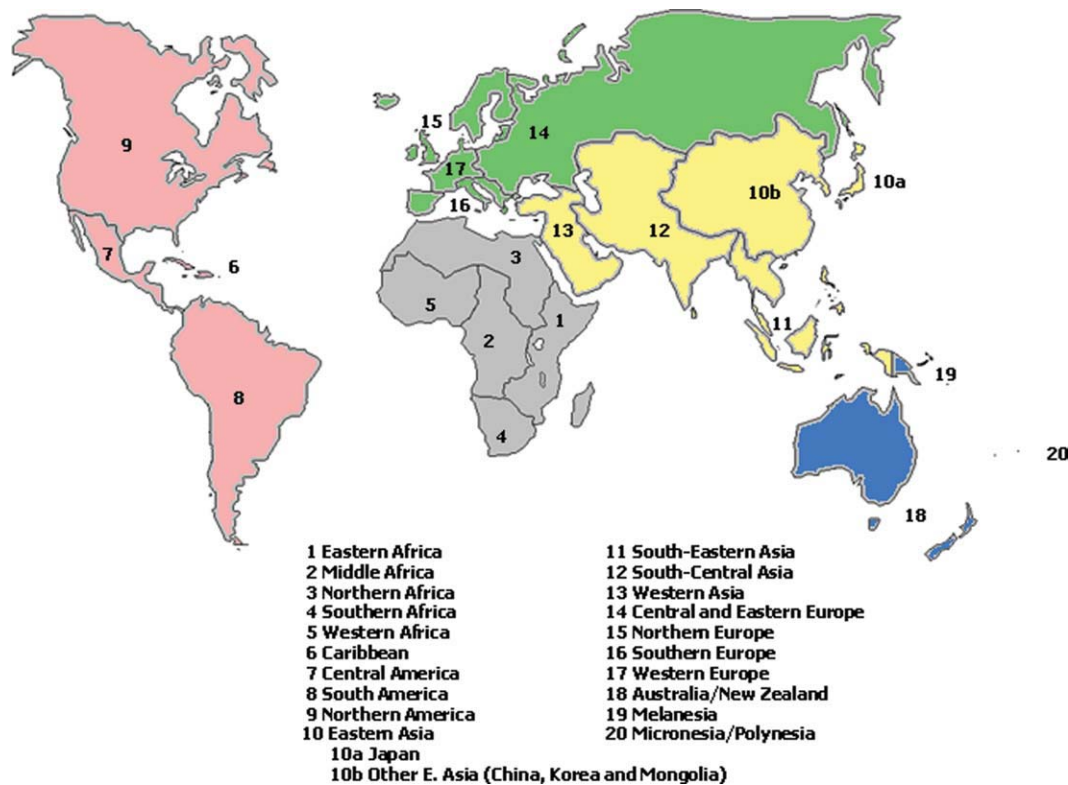 15
14
9
17
10b
10a
16
13
12
7
6
3
5
1
11
2
19
8
4
20
18
1 Eastern Africa
2 Middle Africa
3 Northern Africa
4 Southern Africa
5 Western Africa
6 Caribbean
7 Central America
8 South America
9 Northern America
10 Eastern Asia
10a Japan
10b Other E. Asia (China, Korea and Mongolia)
11 South-Eastern Asia
12 South-Central Asia
13 Western Asia
14 Central and Eastern Europe
15 Northern Europe
16 Southern Europe
17 Western Europe
18 Australia/New Zealand
19 Melanesia
20 Micronesia/Polynesia